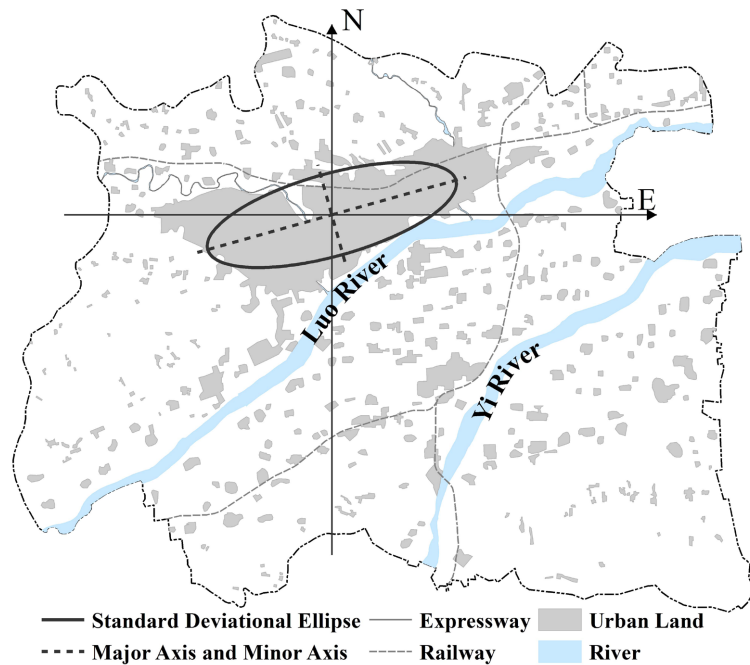 N
E
Luo River
Yi River
Standard Deviational Ellipse
Expressway
Urban Land
Major Axis and Minor Axis
Railway
River